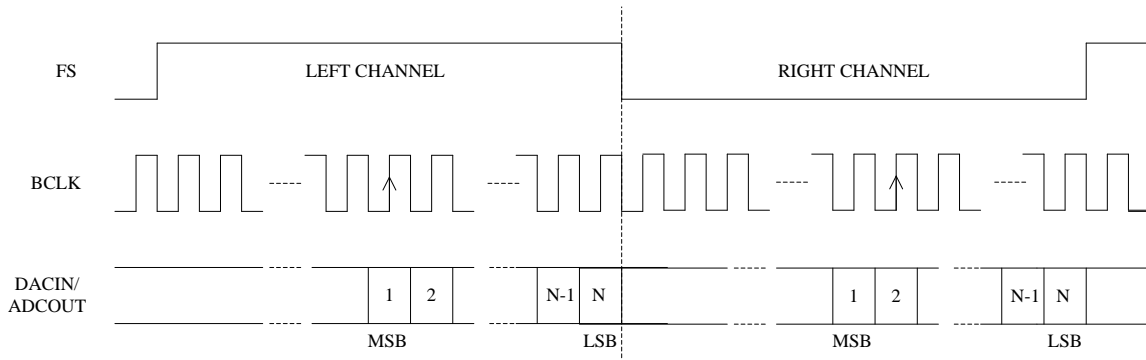 FS
LEFT CHANNEL
RIGHT CHANNEL
BCLK
DACIN/
ADCOUT
1 2 N-1 N 1 2 N-1 N
MSB LSB MSB LSB